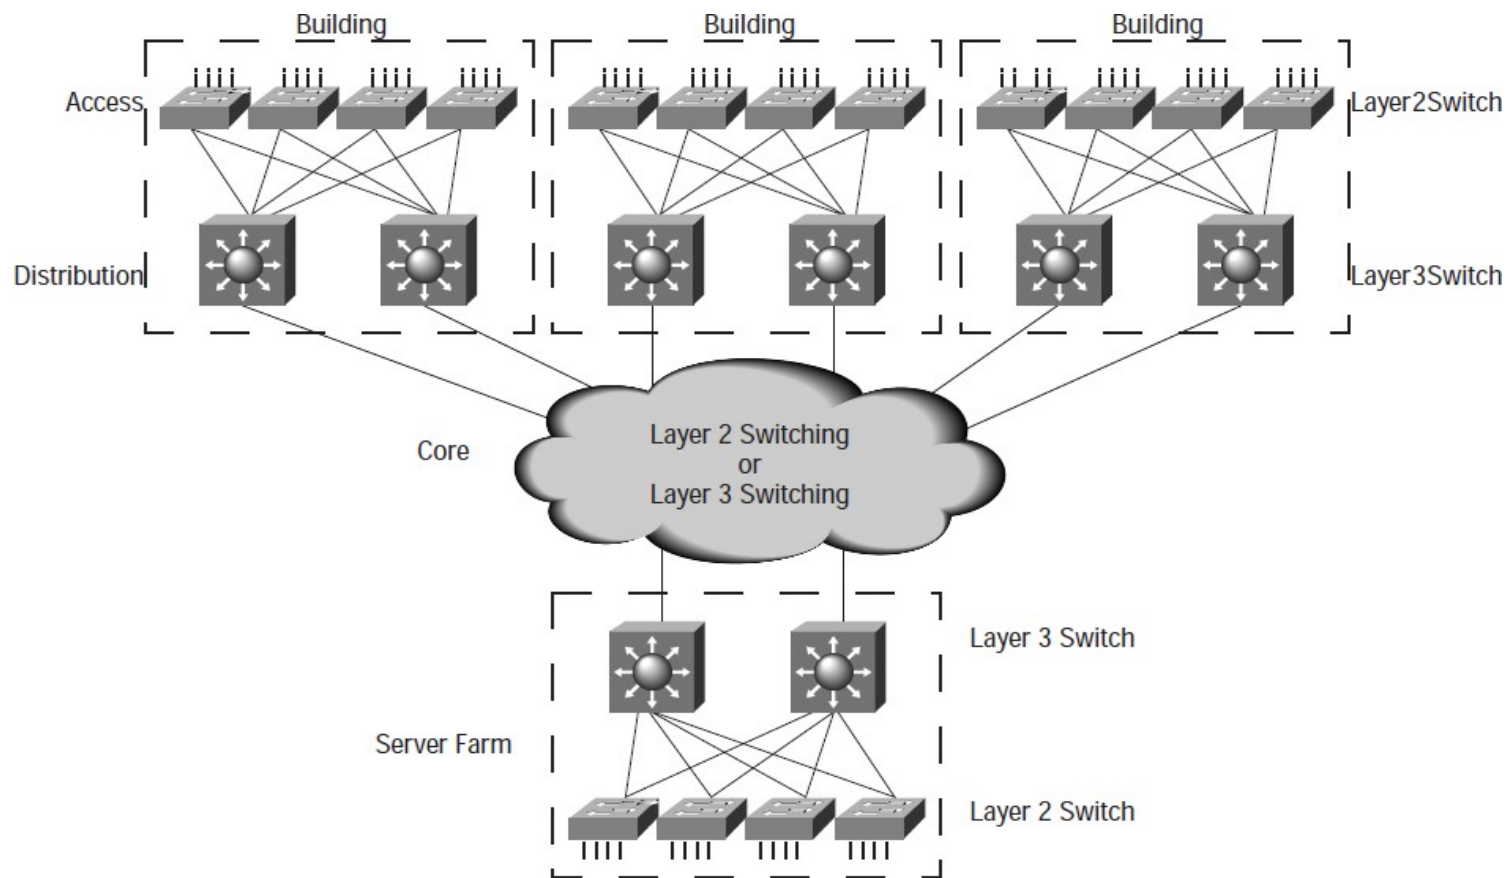 Building
Building
Building
Access
Layer2Switch
Distribution
Layer3Switch
Core
Layer 2 Switching
or
Layer 3 Switching
Layer 3 Switch
Server Farm
Layer 2 Switch